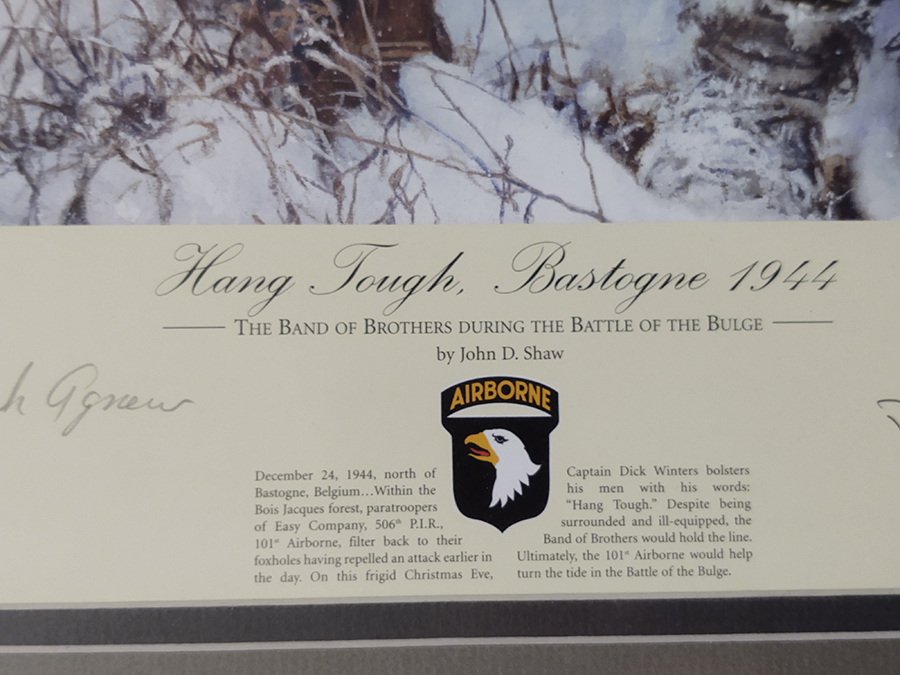 Hang Tough, Bastogne 1944
THE BAND OF BROTHERS DURING THE BATTLE OF THE BULGE
by John D. Shaw
Agnew
AIRBORNE
December 24, 1944, north of
Bastogne, Belgium…Within the
Bois Jacques forest, paratroopers
of Easy Company, 506th P.I.R.,
101st Airborne, filter back to their
foxholes having repelled an attack earlier in
the day. On this frigid Christmas Eve,
Captain Dick Winters bolsters
his men with his words:
“Hang Tough.” Despite being
surrounded and ill-equipped, the
Band of Brothers would hold the line.
Ultimately, the 101st Airborne would help
turn the tide in the Battle of the Bulge.